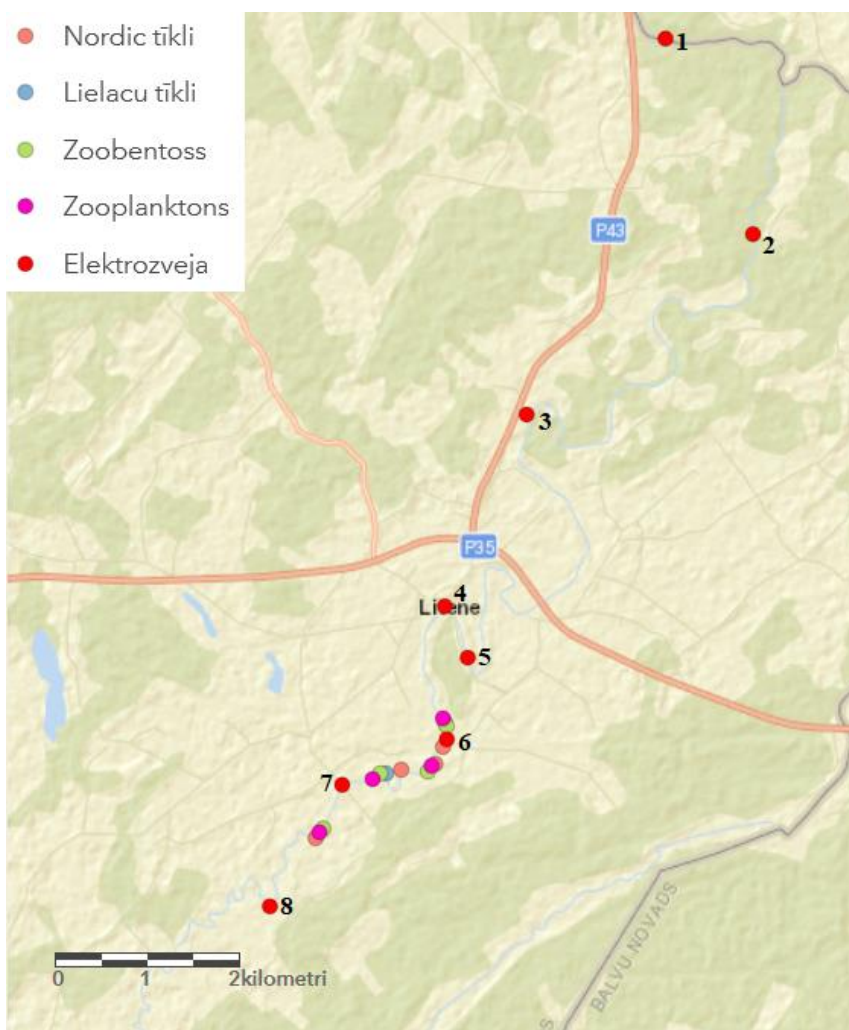 Nordic tīkli
Lielacu tīkli
Zoobentoss
Zooplanktons
Elektrozveja
1
P43
2
3
P35
4
Litene
5
6
7
8
0 1 2kilometri
BALVU NOVADS
S